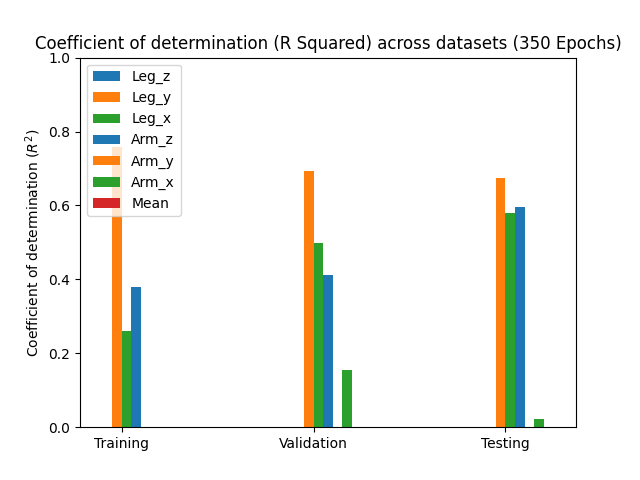 Coefficient of determination (R Squared) across datasets (350 Epochs)
Coefficient of determination (R²)
1.0
0.8
0.6
0.4
0.2
0.0
Leg_z
Leg_y
Leg_x
Arm_z
Arm_y
Arm_x
Mean
Training Validation Testing